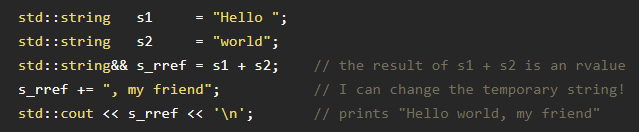 std::string   s1     = "Hello ";
std::string   s2     = "world";
std::string&& s_rref = s1 + s2;    // the result of s1 + s2 is an rvalue
s_rref += ", my friend";           // I can change the temporary string!
std::cout << s_rref << '\n';       // prints "Hello world, my friend"